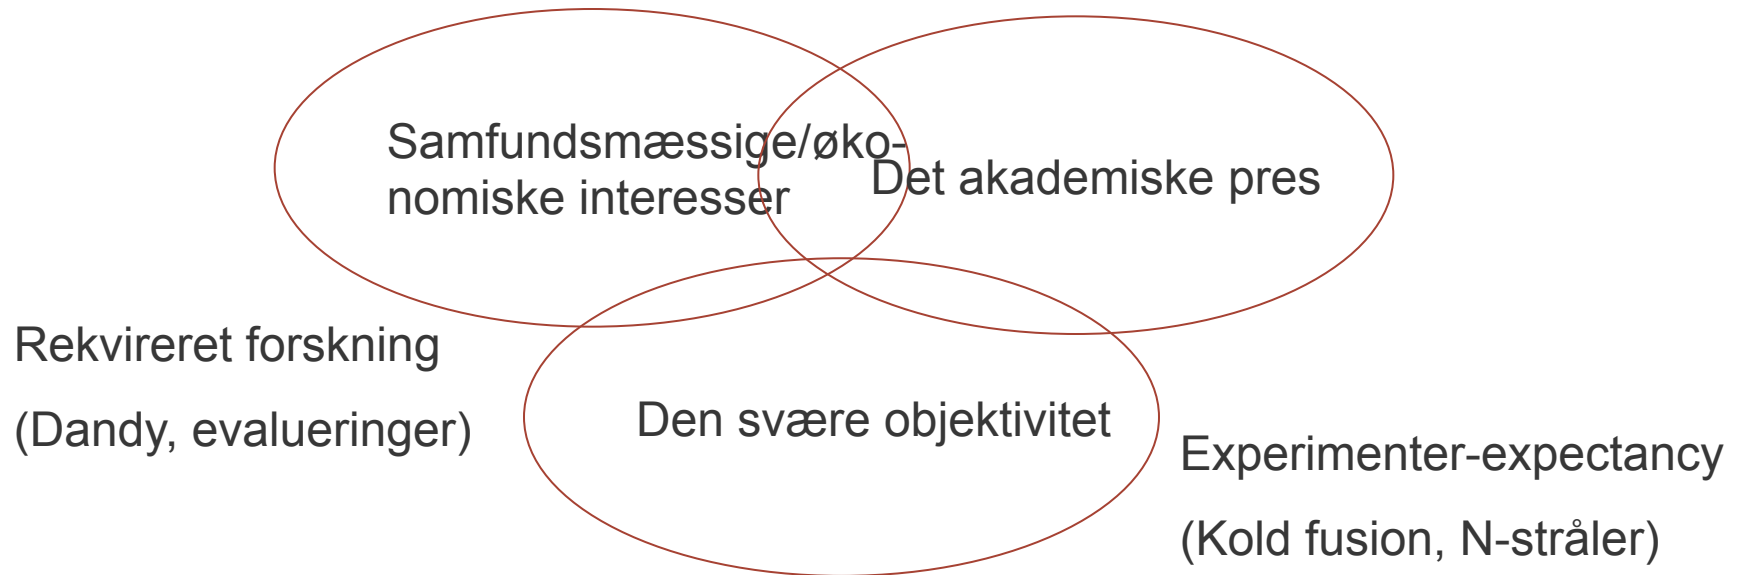 Samfundsmæssige/øko-
nomiske interesser
Det akademiske pres
Rekvireret forskning
(Dandy, evalueringer)
Den svære objektivitet
Experimenter-expectancy
(Kold fusion, N-stråler)